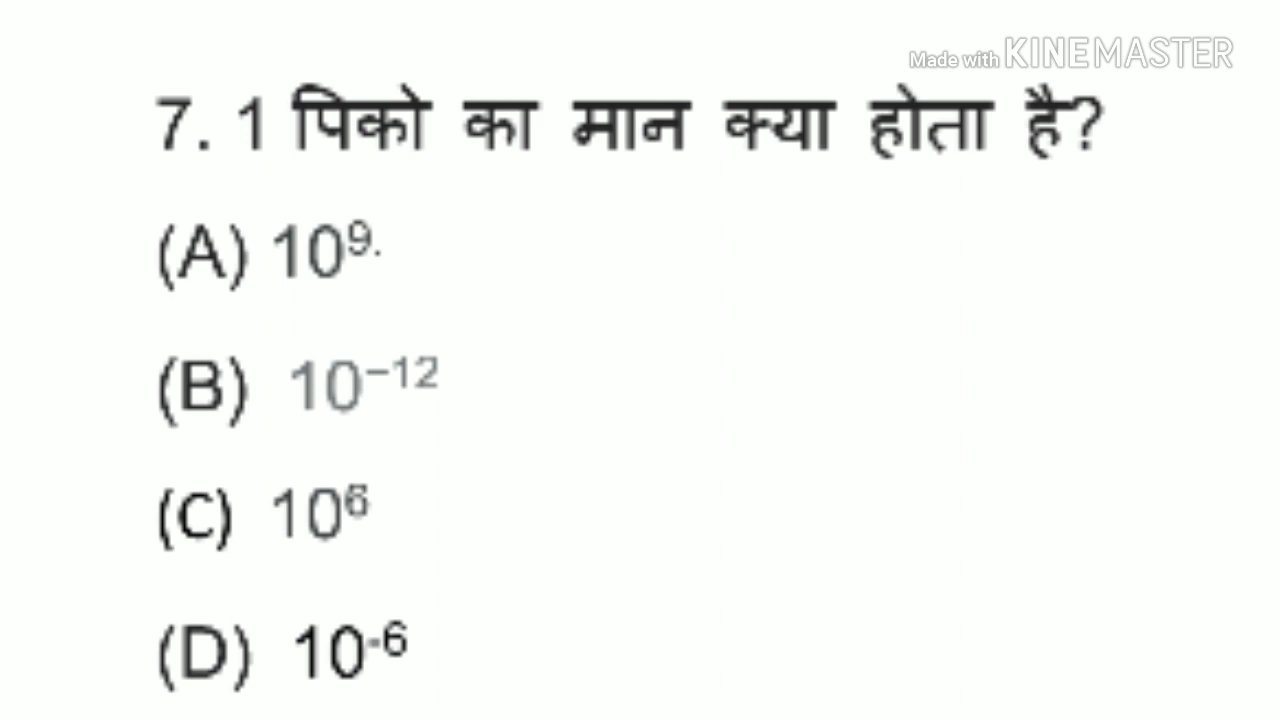 Made with KINEMASTER
7. 1 पिको का मान क्या होता है?
(A) 10⁹.
(B) 10⁻¹²
(C) 10⁶
(D) 10⁻⁶